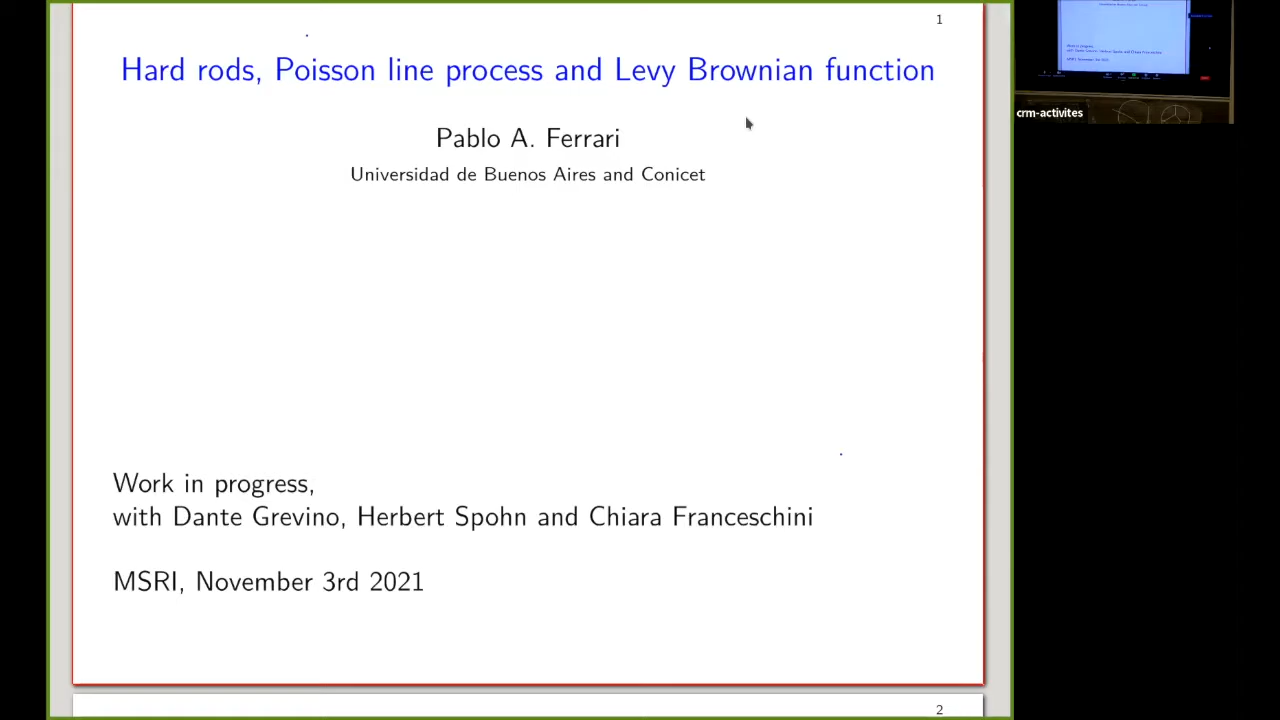 1
Hard rods, Poisson line process and Levy Brownian function
Pablo A. Ferrari
Universidad de Buenos Aires and Conicet
Work in progress,
with Dante Grevino, Herbert Spohn and Chiara Franceschini
MSRI, November 3rd 2021
2
crm-activites